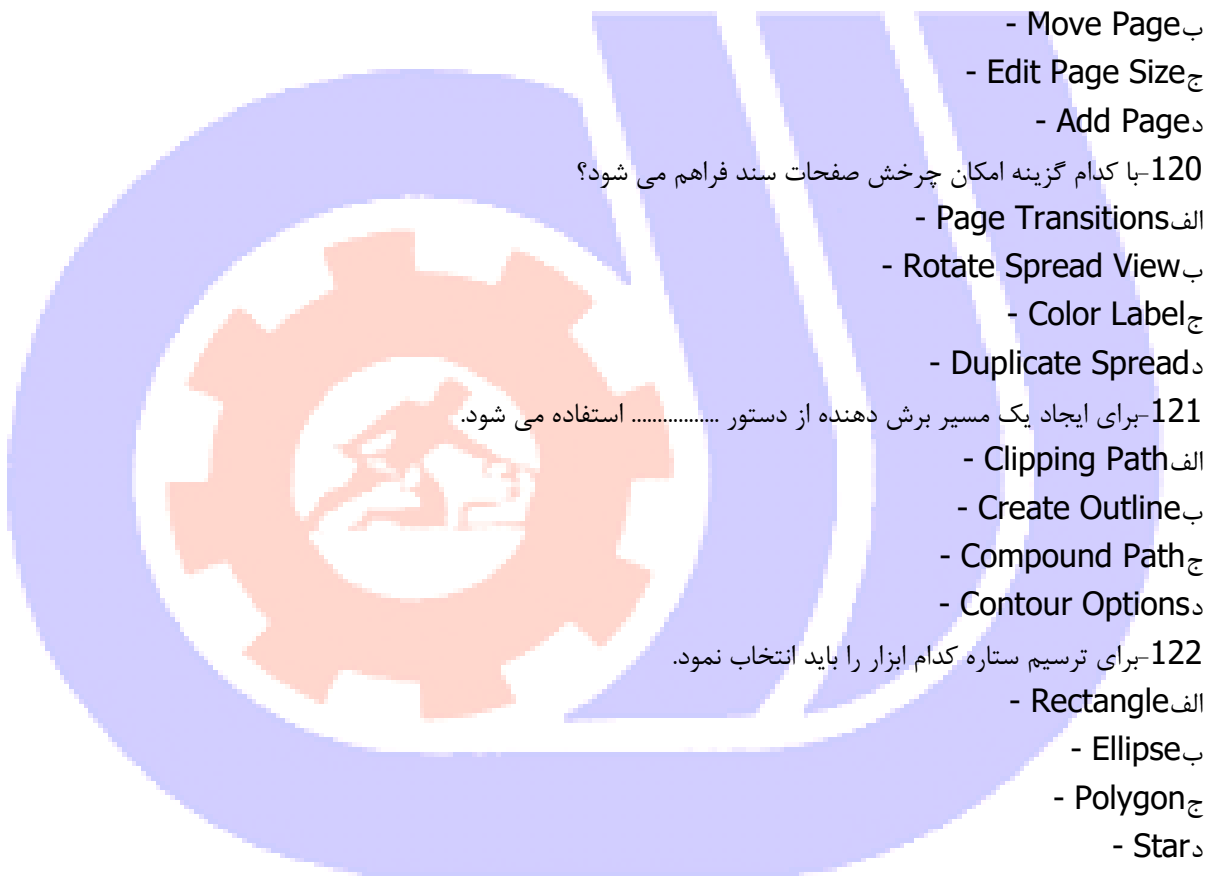 ب- Move Page
ج- Edit Page Size
د- Add Page
120-با کدام گزینه امکان چرخش صفحات سند فراهم می شود؟
الف- Page Transitions
ب- Rotate Spread View
ج- Color Label
د- Duplicate Spread
121-برای ایجاد یک مسیر برش دهنده از دستور ................ استفاده می شود.
الف- Clipping Path
ب- Create Outline
ج- Compound Path
د- Contour Options
122-برای ترسیم ستاره کدام ابزار را باید انتخاب نمود.
الف- Rectangle
ب- Ellipse
ج- Polygon
د- Star